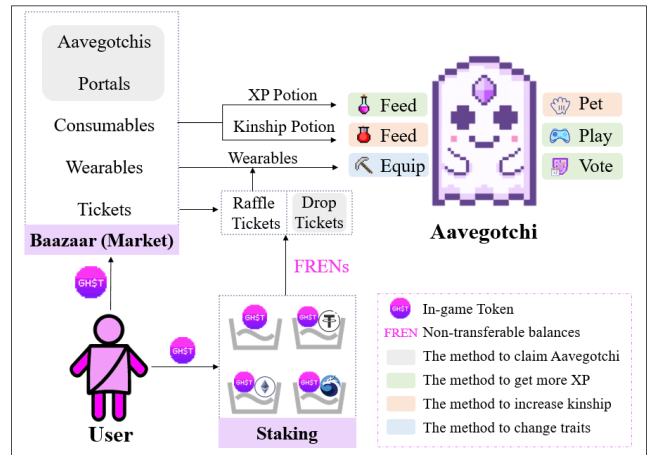 Aavegotchis
Portals
Consumables
Wearables
Tickets
Baazaar (Market)
XP Potion
Kinship Potion
Wearables
Raffle
Tickets
Drop
Tickets
FRENs
Feed
Feed
Equip
Pet
Play
Vote
Aavegotchi
GH$T
GH$T
User
GH$T
GH$T
GH$T
GH$T
Staking
GH$T
In-game Token
FREN
Non-transferable balances
The method to claim Aavegotchi
The method to get more XP
The method to increase kinship
The method to change traits